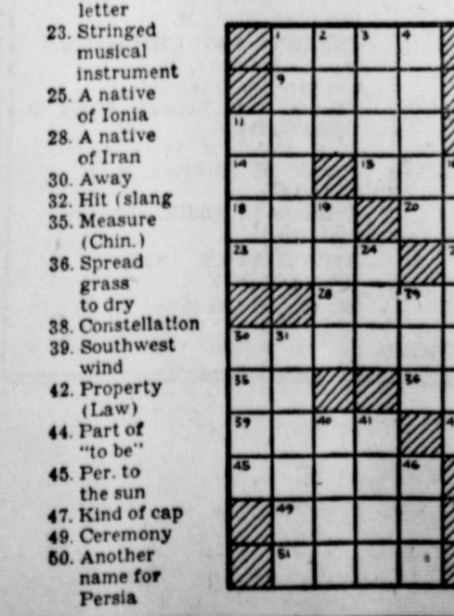 letter
23. Stringed
musical
instrument
25. A native
of Ionia
28. A native
of Iran
30. Away
32. Hit (slang
35. Measure
(Chin.)
36. Spread
grass
to dry
38. Constellation
39. Southwest
wind
42. Property
(Law)
44. Part of
"to be"
45. Per. to
the sun
47. Kind of cap
49. Ceremony
50. Another
name for
Persia
1 2 3 4
9
11
14 15
18 19 20
23 24
28 29
30 31
35 36
39 40 41
45 46
49
51